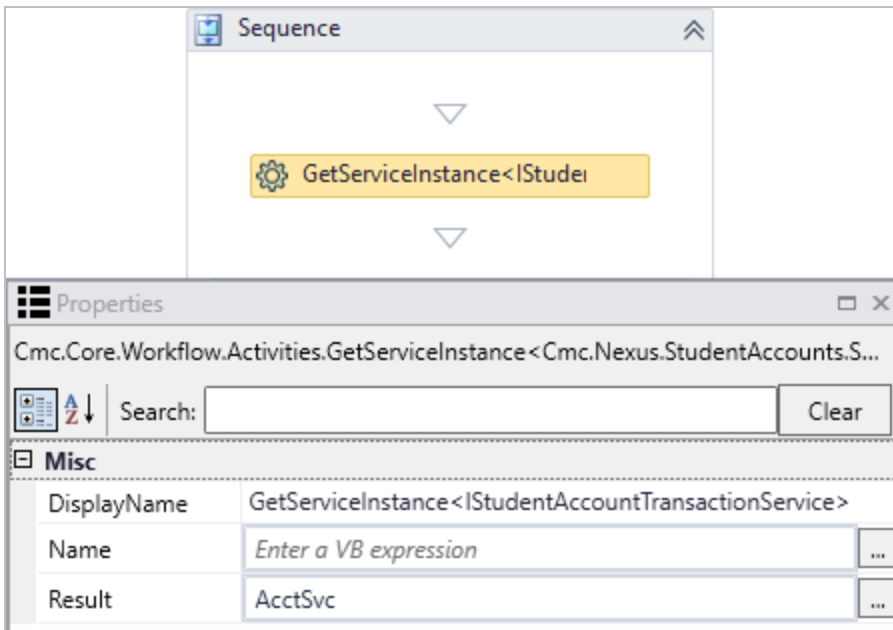 Sequence
GetServiceInstance<IStude
Properties
Cmc.Core.Workflow.Activities.GetServiceInstance<Cmc.Nexus.StudentAccounts.S...
A
Z
Search:
Clear
Misc
DisplayName GetServiceInstance<IStudentAccountTransactionService>
Name Enter a VB expression ...
Result AcctSvc ...